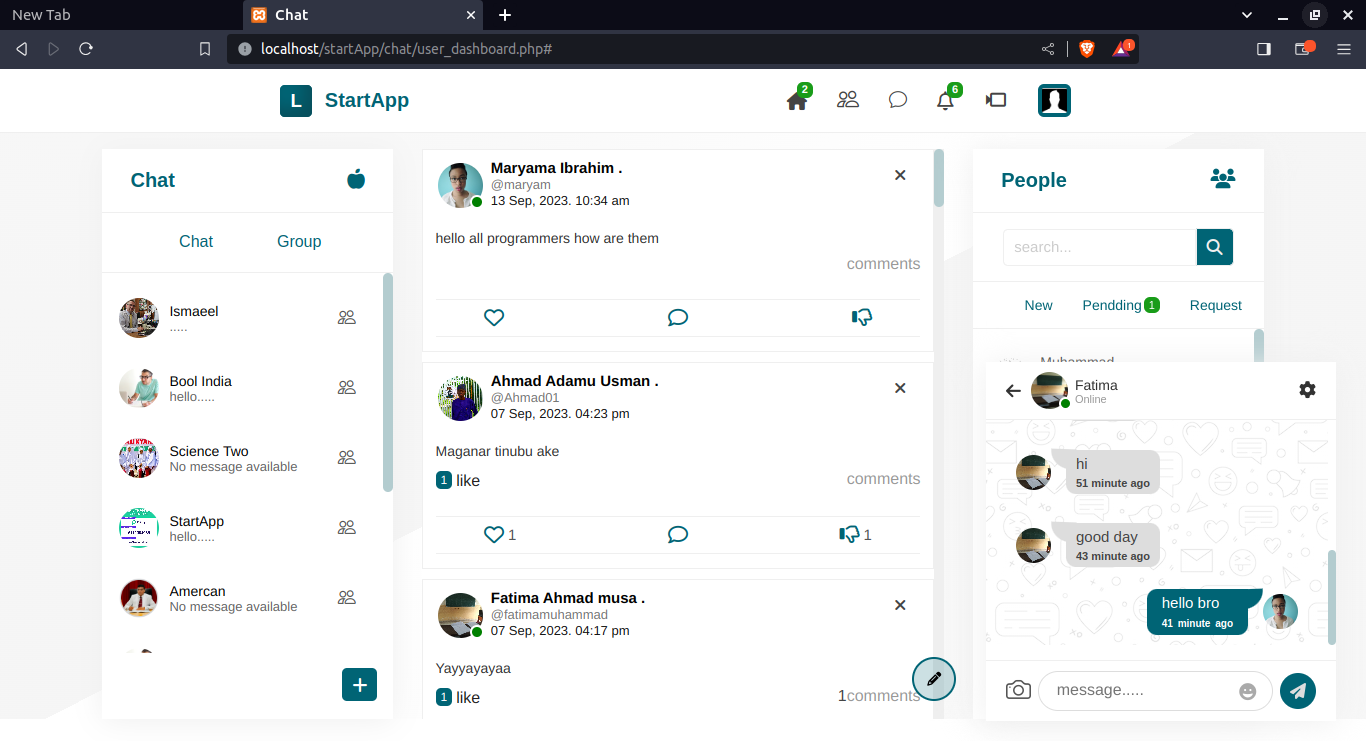 New Tab
Chat
localhost/startApp/chat/user_dashboard.php#
1
L StartApp
2
6
Chat
Chat Group
Ismaeel
.....
Bool India
hello.....
Science Two
No message available
StartApp
hello.....
Amercan
No message available
+
Maryama Ibrahim .
@maryam
13 Sep, 2023. 10:34 am
hello all programmers how are them
comments
Ahmad Adamu Usman .
@Ahmad01
07 Sep, 2023. 04:23 pm
Maganar tinubu ake
1 like comments
1 1
Fatima Ahmad musa .
@fatimamuhammad
07 Sep, 2023. 04:17 pm
Yayyayayaa
1 like 1comments
People
search...
New Pendding 1 Request
Muhammad
Fatima
Online
hi
51 minute ago
good day
43 minute ago
hello bro
41 minute ago
message.....